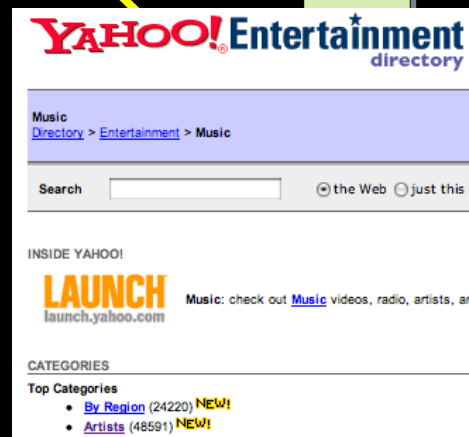 YAHOO! Entertainment
directory
Music
Directory > Entertainment > Music
Search the Web just this
INSIDE YAHOO!
LAUNCH
launch.yahoo.com
Music: check out Music videos, radio, artists, an
CATEGORIES
Top Categories
By Region (24220) NEW!
Artists (48591) NEW!